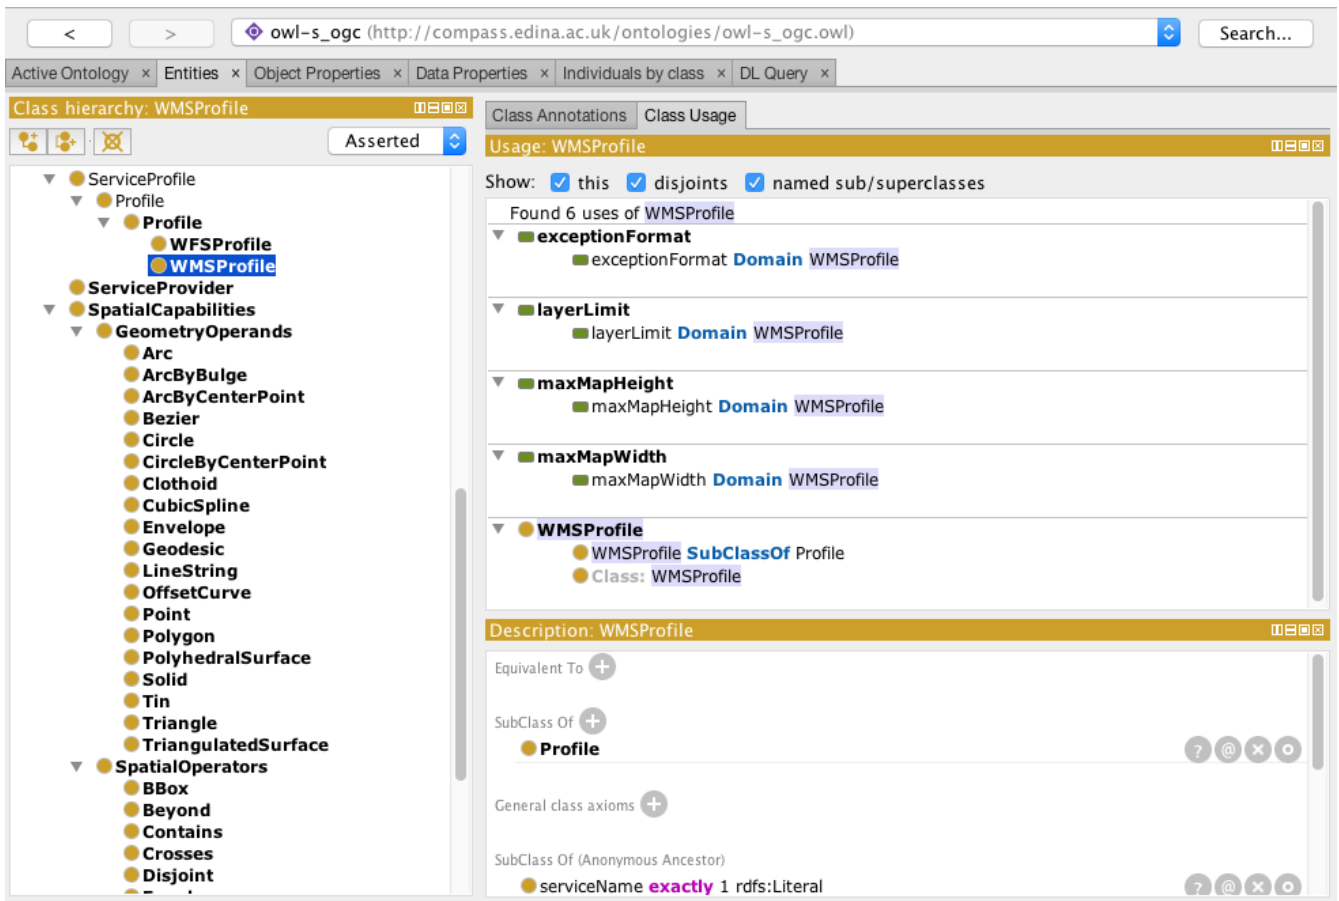 <
>
owl-s_ogc (http://compass.edina.ac.uk/ontologies/owl-s_ogc.owl)
Search...
Active Ontology × Entities × Object Properties × Data Properties × Individuals by class × DL Query ×
Class hierarchy: WMSProfile
Asserted
ServiceProfile
Profile
Profile
WFSProfile
WMSProfile
ServiceProvider
SpatialCapabilities
GeometryOperands
Arc
ArcByBulge
ArcByCenterPoint
Bezier
Circle
CircleByCenterPoint
Clothoid
CubicSpline
Envelope
Geodesic
LineString
OffsetCurve
Point
Polygon
PolyhedralSurface
Solid
Tin
Triangle
TriangulatedSurface
SpatialOperators
BBox
Beyond
Contains
Crosses
Disjoint
Class Annotations Class Usage
Usage: WMSProfile
Show: this disjoints named sub/superclasses
Found 6 uses of WMSProfile
exceptionFormat
exceptionFormat Domain WMSProfile
layerLimit
layerLimit Domain WMSProfile
maxMapHeight
maxMapHeight Domain WMSProfile
maxMapWidth
maxMapWidth Domain WMSProfile
WMSProfile
WMSProfile SubClassOf Profile
Class: WMSProfile
Description: WMSProfile
Equivalent To +
SubClass Of +
Profile
? @ × o
General class axioms +
SubClass Of (Anonymous Ancestor)
serviceName exactly 1 rdfs:Literal
? @ × o